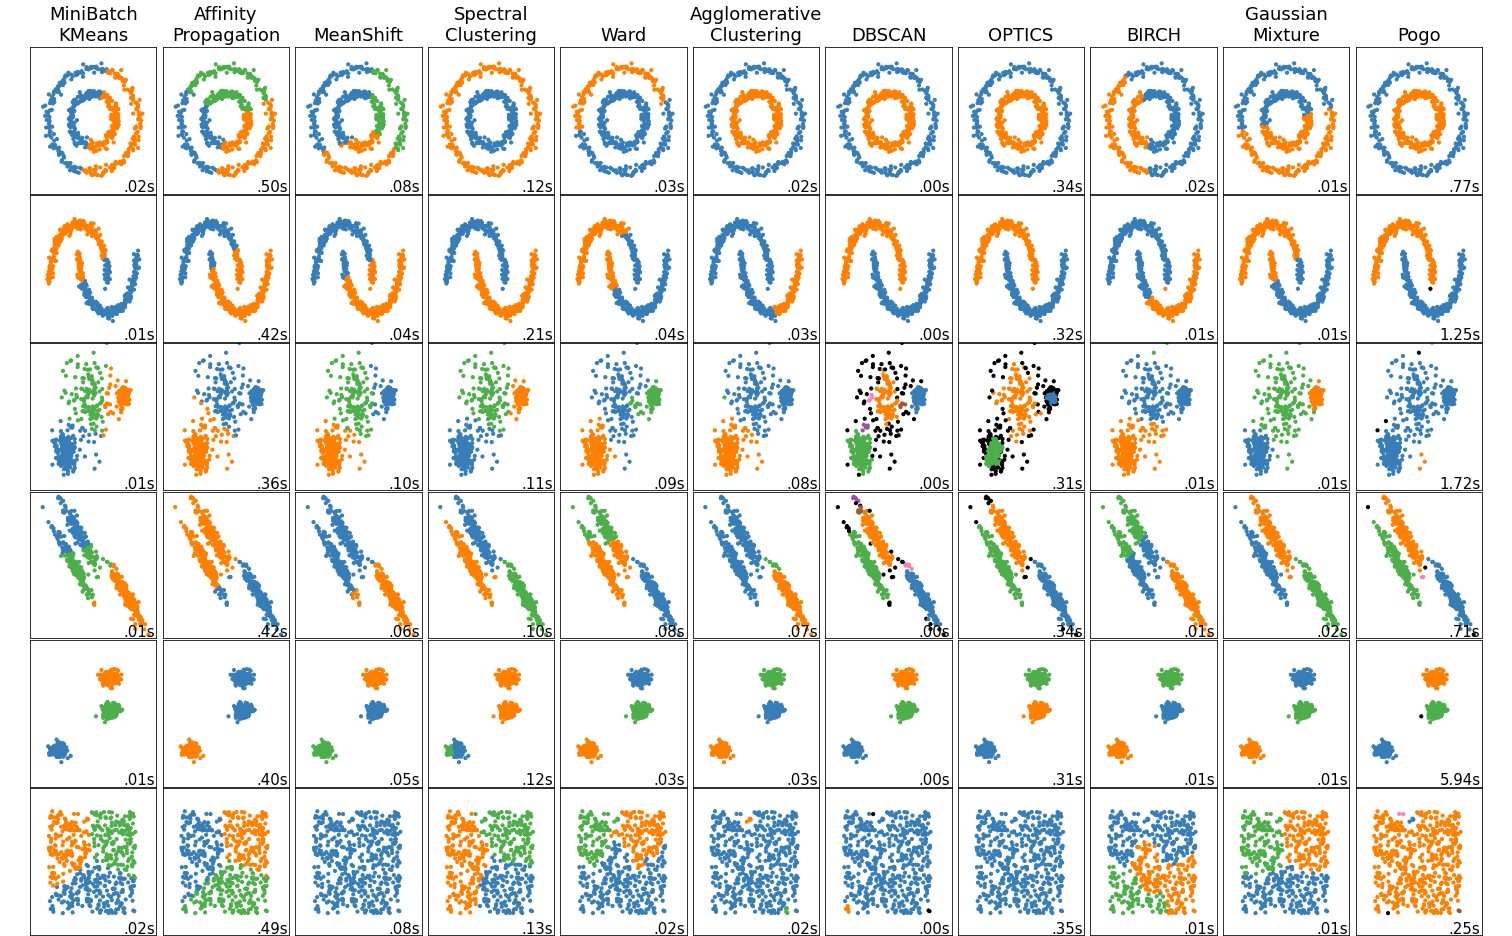 MiniBatch
KMeans
Affinity
Propagation
MeanShift
Spectral
Clustering
Ward
Agglomerative
Clustering
DBSCAN
OPTICS
BIRCH
Gaussian
Mixture
Pogo
.02s .50s .08s .12s .03s .02s .00s .34s .02s .01s .77s
.01s .42s .04s .21s .04s .03s .00s .32s .01s .01s 1.25s
.01s .36s .10s .11s .09s .08s .00s .31s .01s .01s 1.72s
.01s .42s .06s .10s .08s .07s .00s .34s .01s .02s .71s
.01s .40s .05s .12s .03s .03s .00s .31s .01s .01s 5.94s
.02s .49s .08s .13s .02s .02s .00s .35s .01s .01s .25s